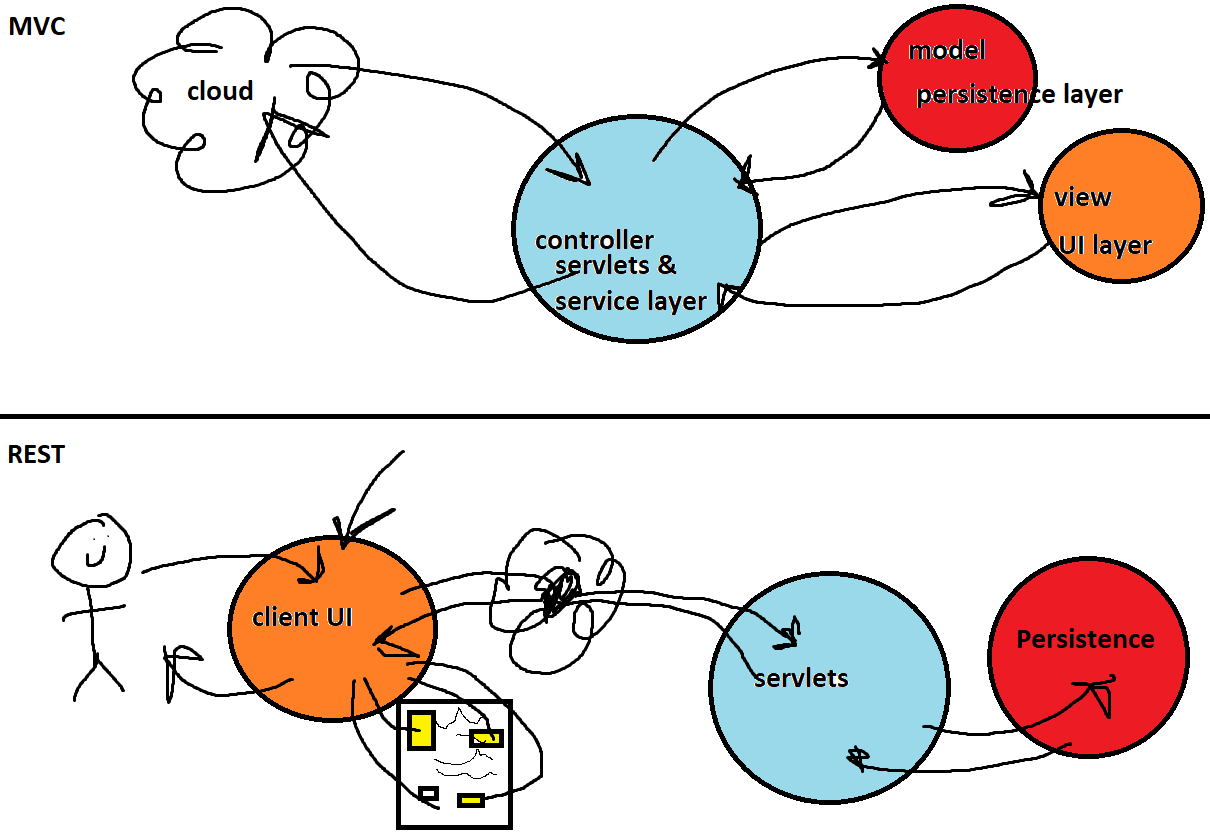 MVC
cloud
model
persistence layer
view
UI layer
controller
servlets &
service layer
REST
client UI
servlets
Persistence